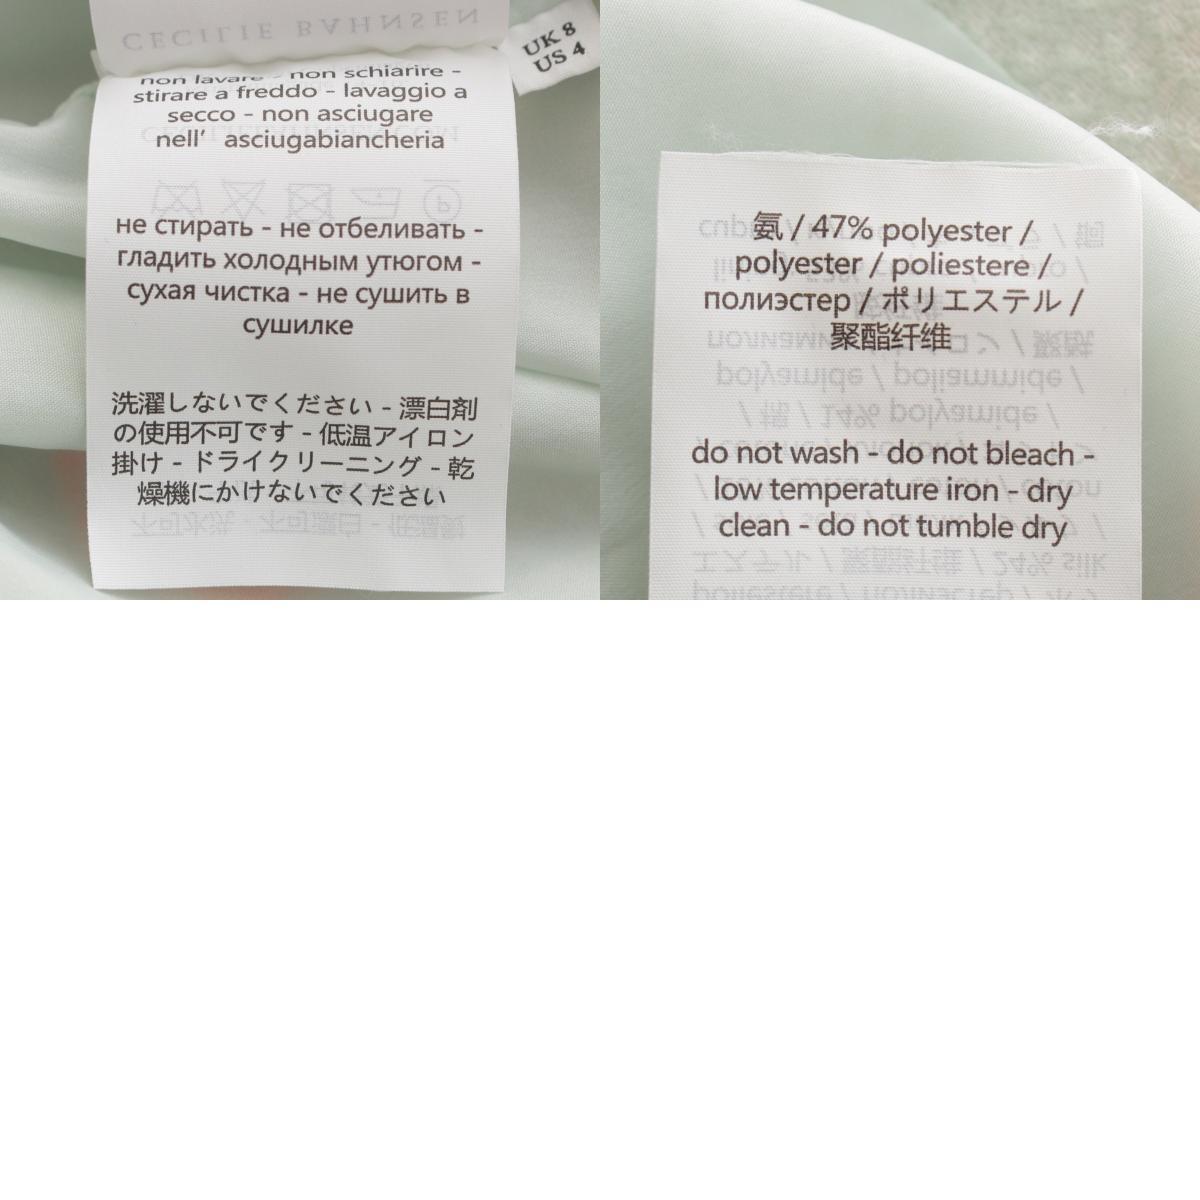 CECILIE BAHNSEN
UK 8
US 4
non lavare - non schiarire -
stirare a freddo - lavaggio a
secco - non asciugare
nell' asciugabiancheria
не стирать - не отбеливать -
гладить холодным утюгом -
сухая чистка - не сушить в
сушилке
洗濯しないでください - 漂白剤
の使用不可です - 低温アイロン
掛け - ドライクリーニング - 乾
燥機にかけないでください
氨 / 47% polyester /
polyester / poliestere /
полиэстер / ポリエステル /
聚酯纤维
do not wash - do not bleach -
low temperature iron - dry
clean - do not tumble dry